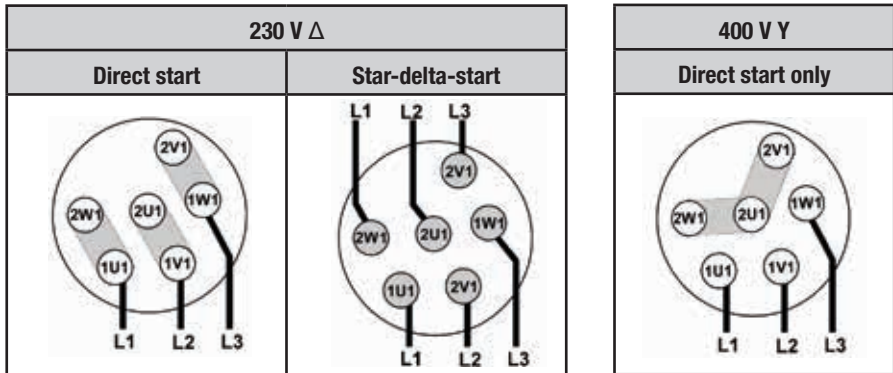 230 V Δ
Direct start
Star-delta-start
2V1
2W1
2U1
1W1
1U1
1V1
L1
L2
L3
L1
L2
L3
2V1
2W1
2U1
1W1
1U1
2V1
L1
L2
L3
400 V Y
Direct start only
2V1
2W1
2U1
1W1
1U1
1V1
L1
L2
L3